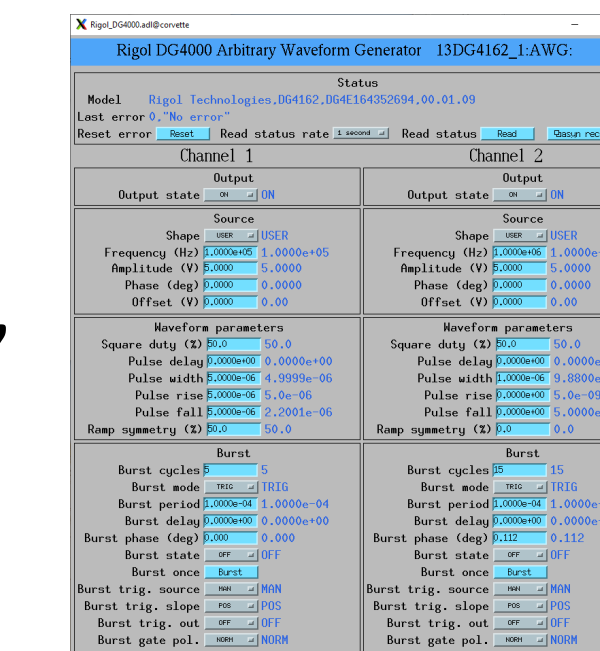 Rigol_DG4000.adl@corvette
Rigol DG4000 Arbitrary Waveform Generator 13DG4162_1:AWG:
Status
Model Rigol Technologies,DG4162,DG4E164352694,00.01.09
Last error 0,"No error"
Reset error Reset Read status rate 1 second Read status Read asyn rec
Channel 1 Channel 2
Output Output
Output state ON ON Output state ON ON
Source Source
Shape USER USER Shape USER USER
Frequency (Hz) 1.0000e+05 1.0000e+05 Frequency (Hz) 1.0000e+06 1.0000e
Amplitude (V) 5.0000 5.0000 Amplitude (V) 5.0000 5.0000
Phase (deg) 0.0000 0.0000 Phase (deg) 0.0000 0.0000
Offset (V) 0.0000 0.00 Offset (V) 0.0000 0.00
Waveform parameters Waveform parameters
Square duty (%) 50.0 50.0 Square duty (%) 50.0 50.0
Pulse delay 0.0000e+00 0.0000e+00 Pulse delay 0.0000e+00 0.0000e
Pulse width 5.0000e-06 4.9999e-06 Pulse width 1.0000e-06 9.8800e
Pulse rise 5.0000e-06 5.0e-06 Pulse rise 0.0000e+00 5.0e-09
Pulse fall 5.0000e-06 2.2001e-06 Pulse fall 0.0000e+00 5.0000e
Ramp symmetry (%) 50.0 50.0 Ramp symmetry (%) 0.0 0.0
Burst Burst
Burst cycles 5 5 Burst cycles 15 15
Burst mode TRIG TRIG Burst mode TRIG TRIG
Burst period 1.0000e-04 1.0000e-04 Burst period 1.0000e-04 1.0000e
Burst delay 0.0000e+00 0.0000e+00 Burst delay 0.0000e+00 0.0000e
Burst phase (deg) 0.000 0.000 Burst phase (deg) 0.112 0.112
Burst state OFF OFF Burst state OFF OFF
Burst once Burst Burst once Burst
Burst trig. source MAN MAN Burst trig. source MAN MAN
Burst trig. slope POS POS Burst trig. slope POS POS
Burst trig. out OFF OFF Burst trig. out OFF OFF
Burst gate pol. NORM NORM Burst gate pol. NORM NORM